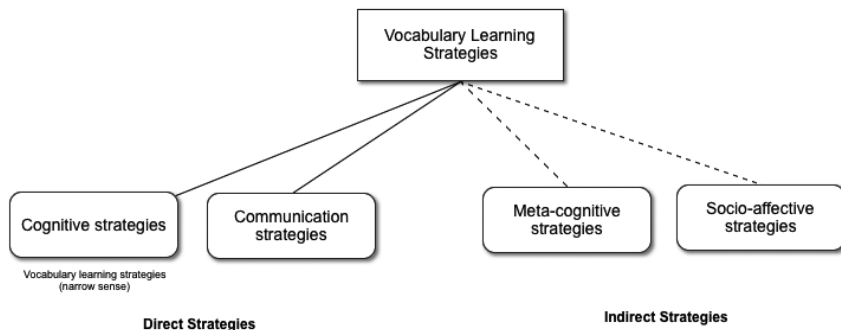 Vocabulary Learning
Strategies
Cognitive strategies
Communication
strategies
Meta-cognitive
strategies
Socio-affective
strategies
Vocabulary learning strategies
(narrow sense)
Direct Strategies
Indirect Strategies